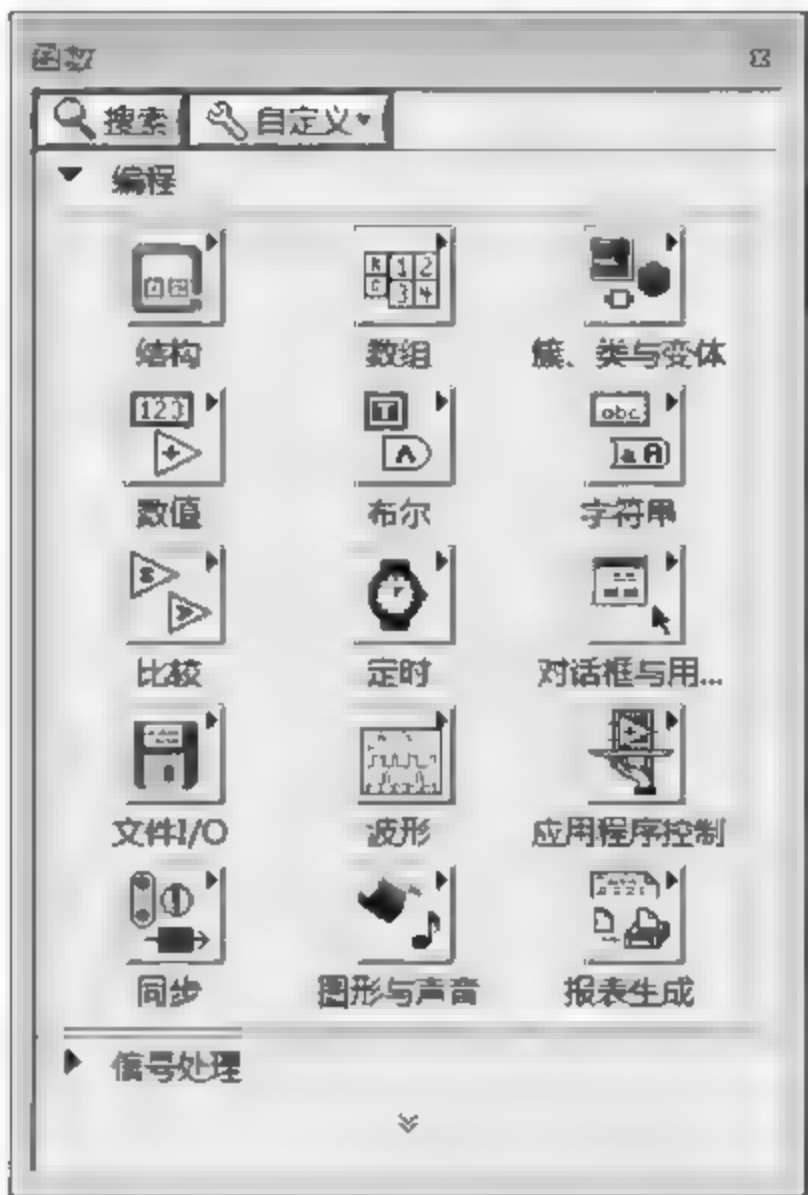 函数
搜索 自定义
编程
结构 数组 簇、类与变体
数值 布尔 字符串
比较 定时 对话框与用...
文件I/O 波形 应用程序控制
同步 图形与声音 报表生成
信号处理